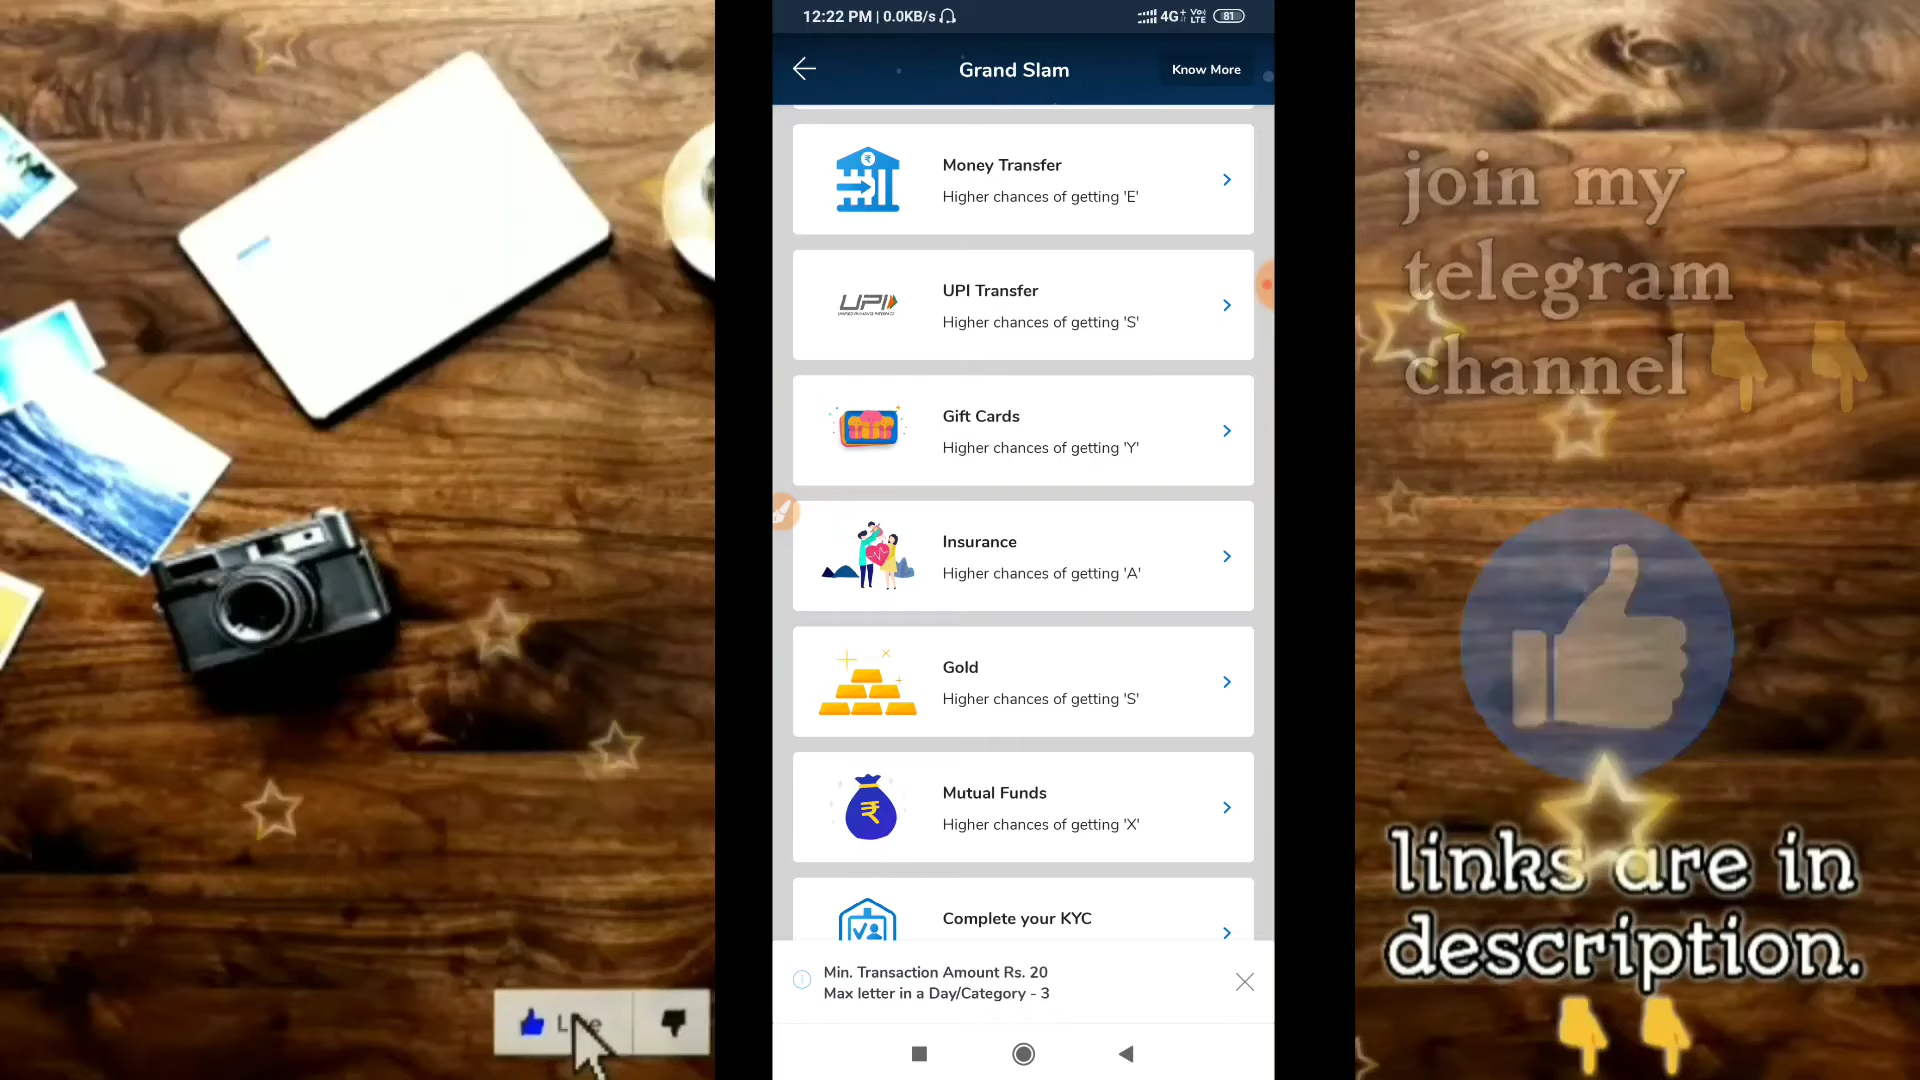 12:22 PM | 0.0KB/s
4G+ VoLTE 81
Grand Slam
Know More
Money Transfer
Higher chances of getting 'E'
UPI
UPI Transfer
Higher chances of getting 'S'
Gift Cards
Higher chances of getting 'Y'
Insurance
Higher chances of getting 'A'
Gold
Higher chances of getting 'S'
Mutual Funds
Higher chances of getting 'X'
Complete your KYC
Min. Transaction Amount Rs. 20
Max letter in a Day/Category - 3
join my
telegram
channel
links are in
description.